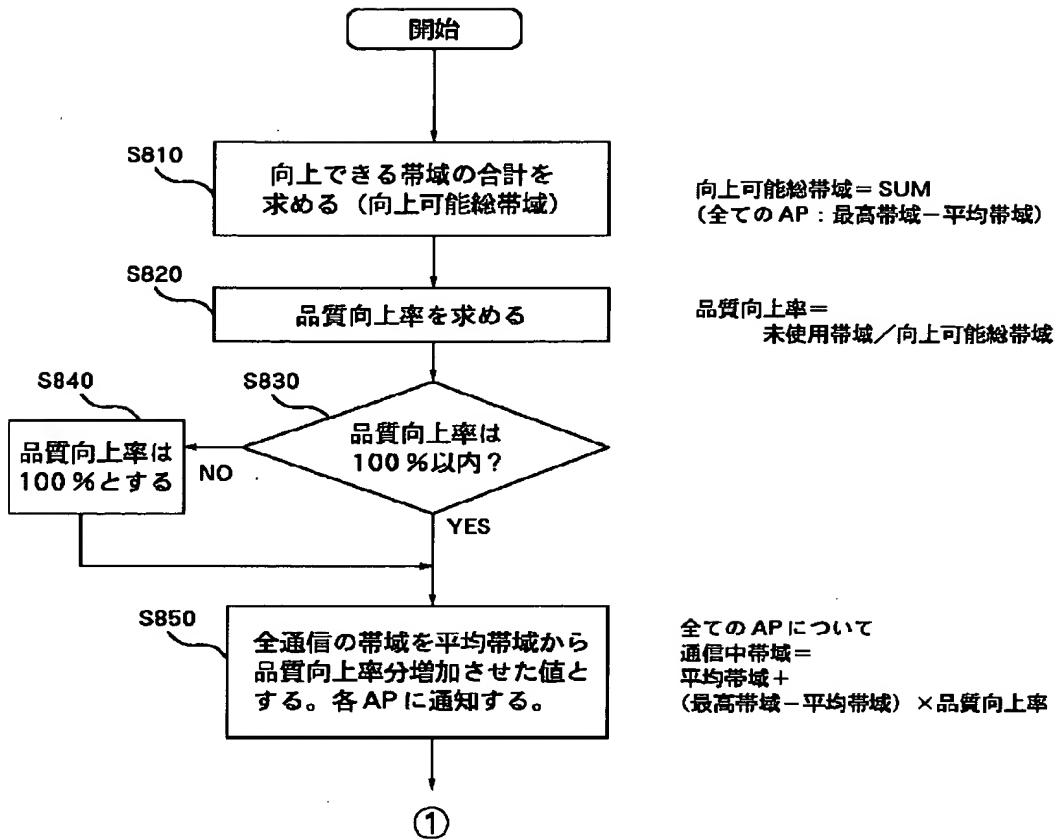 開始
S810
向上できる帯域の合計を
求める（向上可能総帯域）
向上可能総帯域＝SUM
（全てのAP：最高帯域－平均帯域）
S820
品質向上率を求める
品質向上率＝
未使用帯域／向上可能総帯域
S840
S830
品質向上率は
100％とする
NO
品質向上率は
100％以内？
YES
S850
全通信の帯域を平均帯域から
品質向上率分増加させた値と
する。各APに通知する。
全てのAPについて
通信中帯域＝
平均帯域＋
（最高帯域－平均帯域）×品質向上率
①